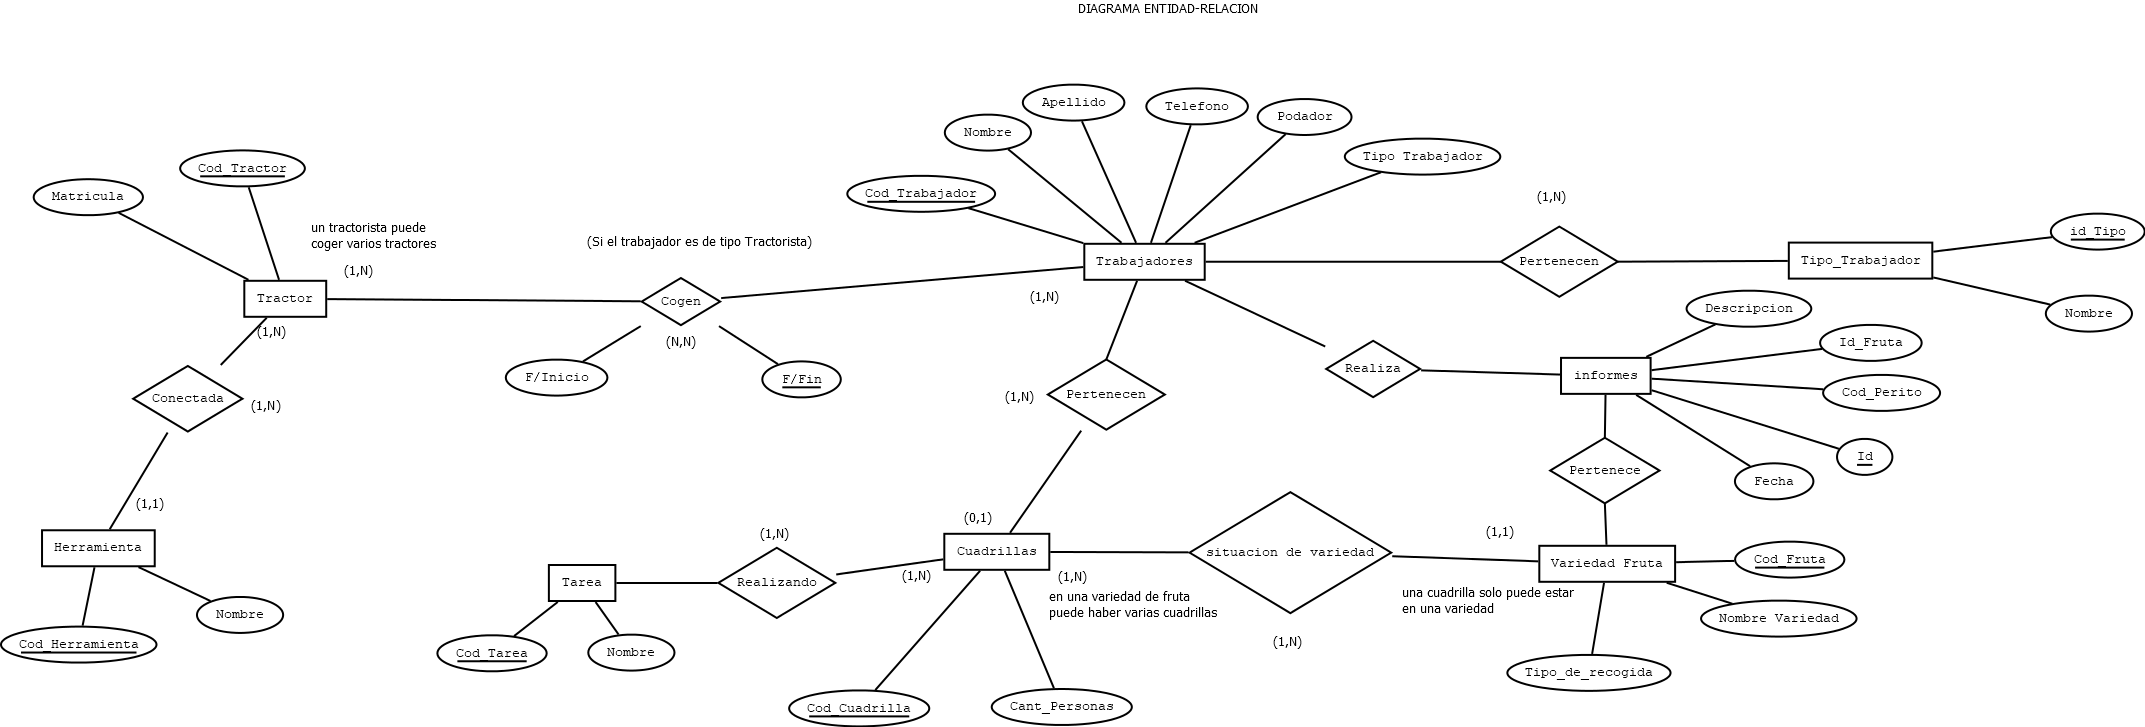 DIAGRAMA ENTIDAD-RELACION
Apellido
Telefono
Podador
Nombre
Tipo Trabajador
Cod_Tractor
Matricula
Cod_Trabajador
(1,N)
un tractorista puede
coger varios tractores
(Si el trabajador es de tipo Tractorista)
id_Tipo
Trabajadores
Pertenecen
Tipo_Trabajador
(1,N)
Tractor
Cogen
(1,N)
Descripcion
Nombre
(1,N)
(N,N)
Id_Fruta
F/Inicio
F/Fin
Realiza
informes
Conectada
(1,N)
(1,N)
Pertenecen
Cod_Perito
Id
Pertenece
Fecha
(1,1)
(0,1)
(1,N)
(1,1)
Herramienta
Tarea
Realizando
(1,N)
Cuadrillas
(1,N)
situacion de variedad
Variedad Fruta
Cod_Fruta
en una variedad de fruta
puede haber varias cuadrillas
una cuadrilla solo puede estar
en una variedad
Nombre
Nombre Variedad
Cod_Herramienta
Cod_Tarea
Nombre
(1,N)
Tipo_de_recogida
Cod_Cuadrilla
Cant_Personas